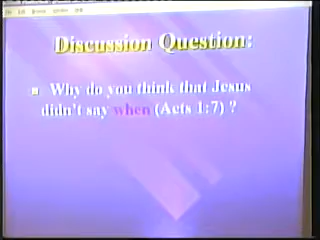 Discussion Question:
Why do you think that Jesus
didn't say when (Acts 1:7) ?